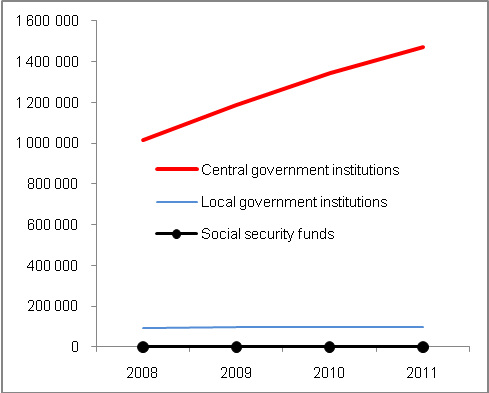 1 600 000
1 400 000
1 200 000
1 000 000
800 000
600 000
400 000
200 000
0
Central government institutions
Local government institutions
Social security funds
2008 2009 2010 2011